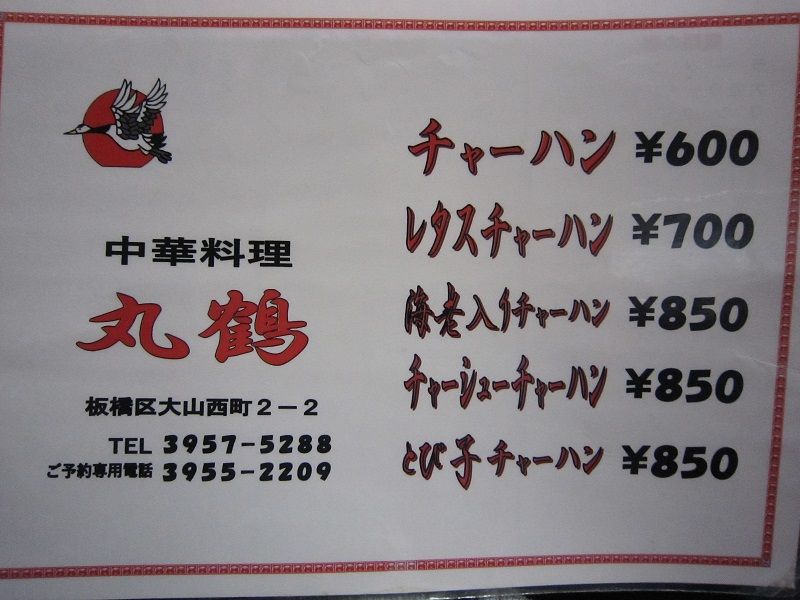 中華料理
丸鶴
板橋区大山西町2-2
TEL 3957-5288
ご予約専用電話 3955-2209
チャーハン ¥600
レタスチャーハン ¥700
海老入りチャーハン ¥850
チャーシューチャーハン ¥850
とび子チャーハン ¥850